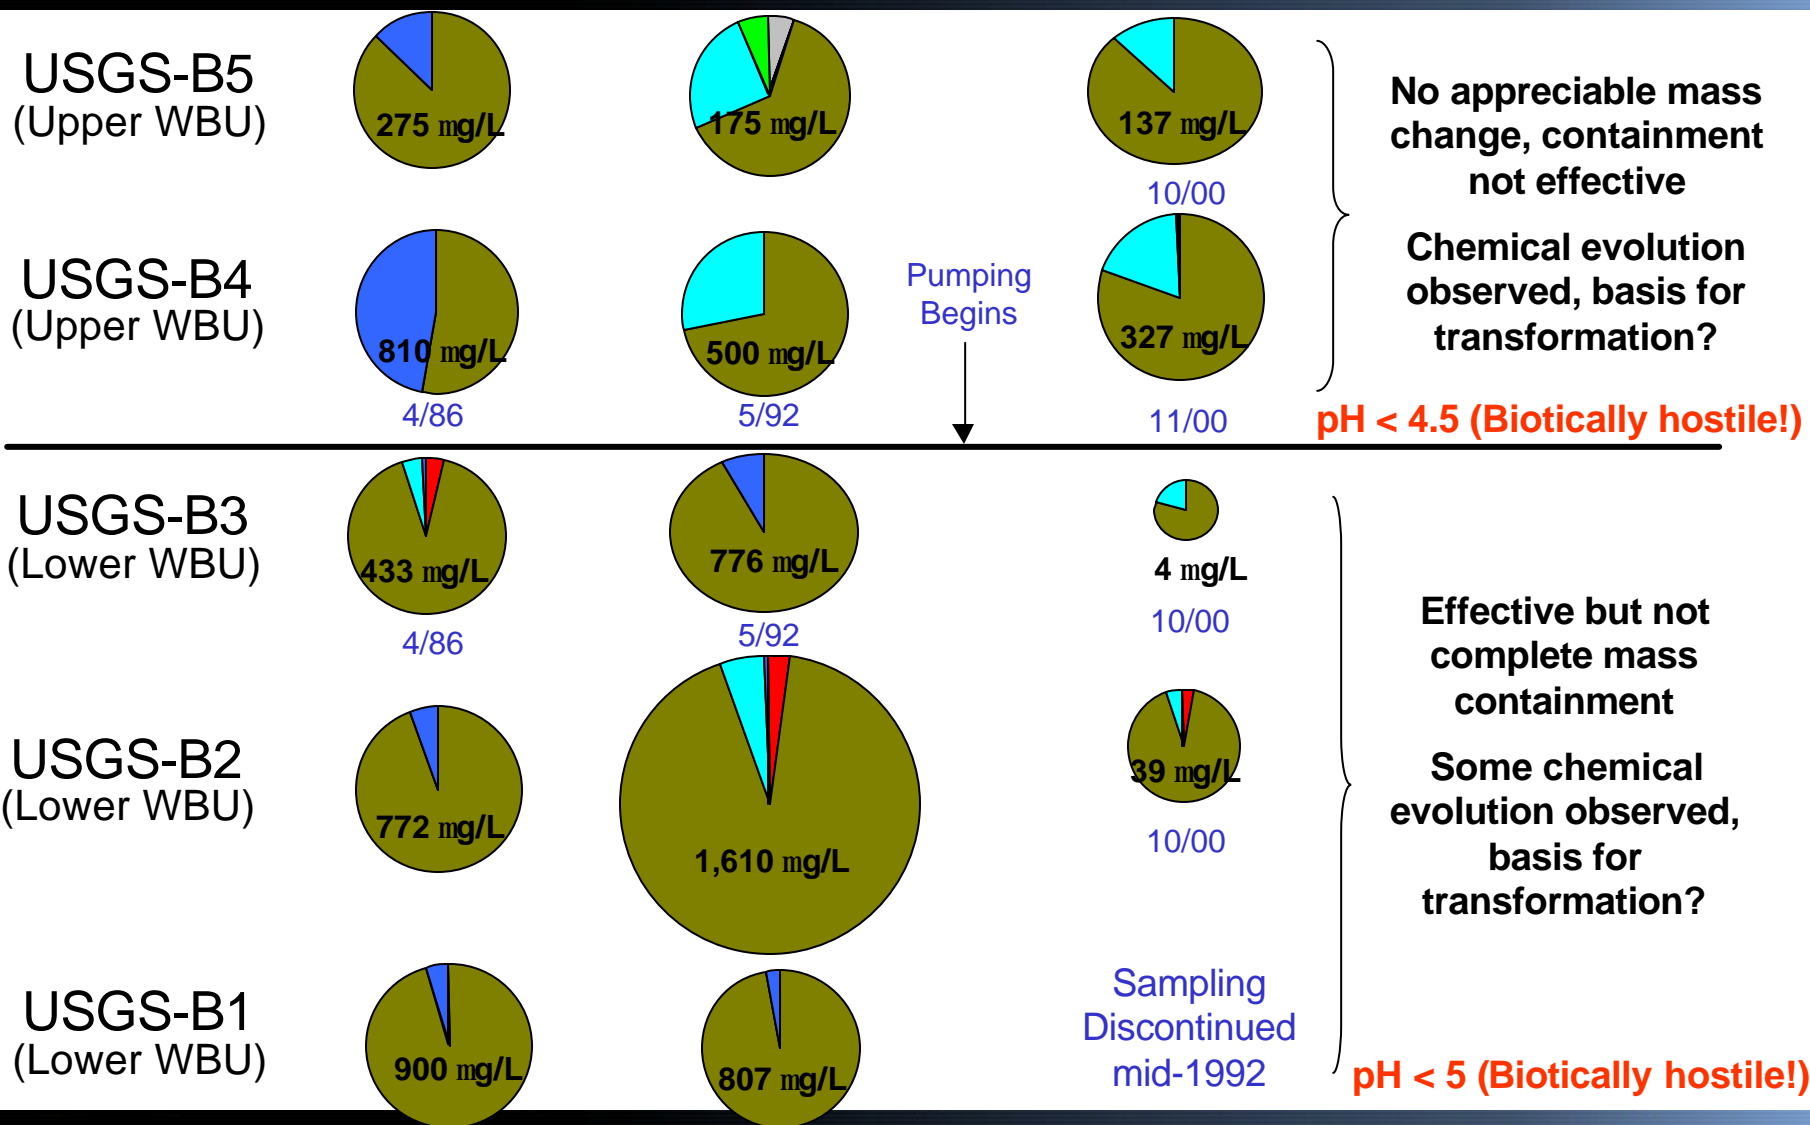 USGS-B5
(Upper WBU)
275 mg/L
175 mg/L
137 mg/L
10/00
No appreciable mass
change, containment
not effective
Chemical evolution
observed, basis for
transformation?
USGS-B4
(Upper WBU)
810 mg/L
4/86
500 mg/L
5/92
Pumping
Begins
327 mg/L
11/00
pH < 4.5 (Biotically hostile!)
USGS-B3
(Lower WBU)
433 mg/L
4/86
776 mg/L
5/92
4 mg/L
10/00
USGS-B2
(Lower WBU)
772 mg/L
1,610 mg/L
39 mg/L
10/00
Effective but not
complete mass
containment
Some chemical
evolution observed,
basis for
transformation?
USGS-B1
(Lower WBU)
900 mg/L
807 mg/L
Sampling
Discontinued
mid-1992
pH < 5 (Biotically hostile!)